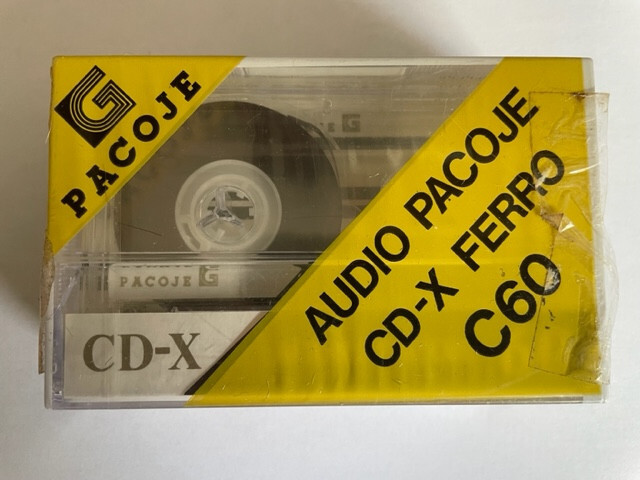 G
PACOJE
G
PACOJE G
CD-X
AUDIO PACOJE
CD-X FERRO
C60